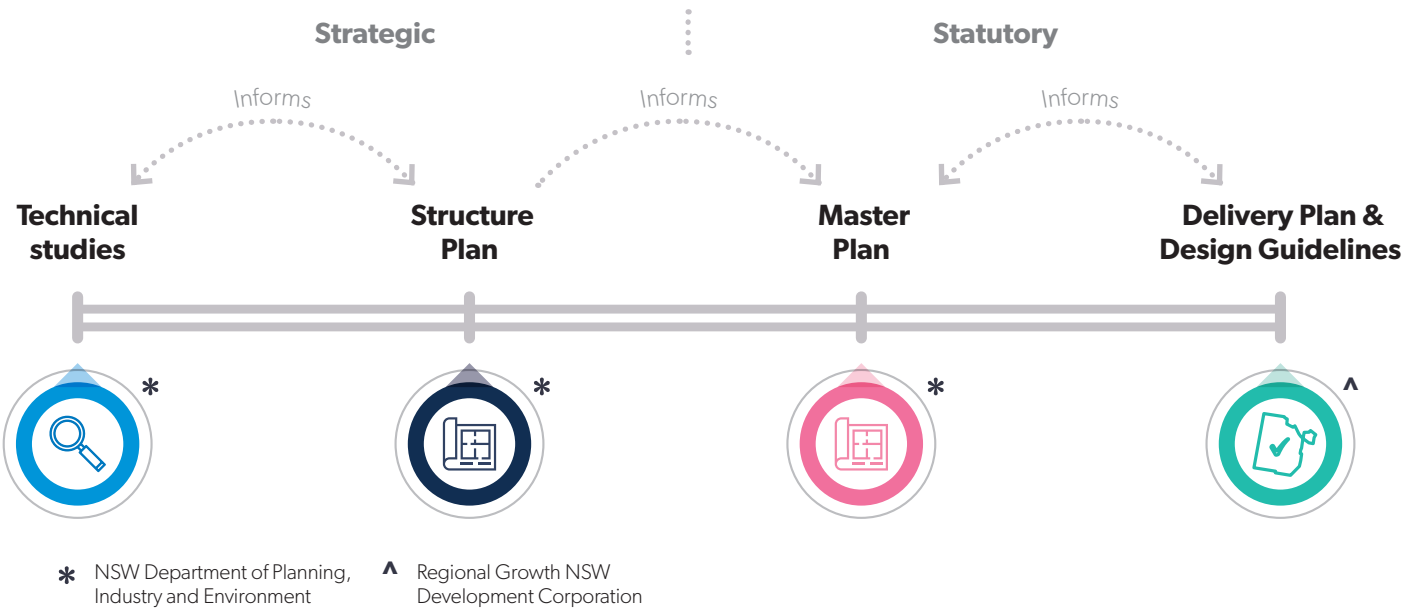 Strategic
Statutory
Informs
Informs
Informs
Technical
studies
Structure
Plan
Master
Plan
Delivery Plan &
Design Guidelines
*
*
*
^
* NSW Department of Planning,
Industry and Environment
^ Regional Growth NSW
Development Corporation